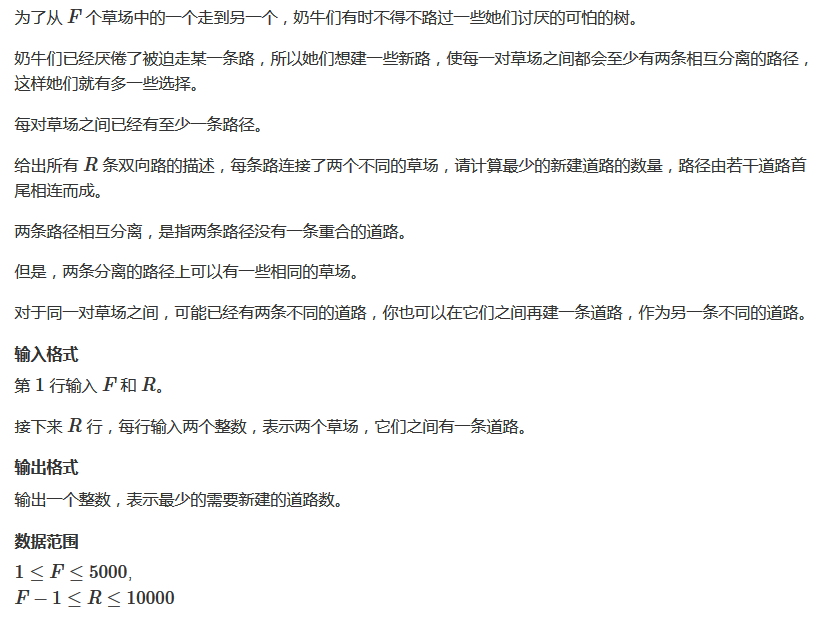 为了从 F 个草场中的一个走到另一个，奶牛们有时不得不路过一些她们讨厌的可怕的树。
奶牛们已经厌倦了被迫走某一条路，所以她们想建一些新路，使每一对草场之间都会至少有两条相互分离的路径，
这样她们就有多一些选择。
每对草场之间已经有至少一条路径。
给出所有 R 条双向路的描述，每条路连接了两个不同的草场，请计算最少的新建道路的数量，路径由若干道路首
尾相连而成。
两条路径相互分离，是指两条路径没有一条重合的道路。
但是，两条分离的路径上可以有一些相同的草场。
对于同一对草场之间，可能已经有两条不同的道路，你也可以在它们之间再建一条道路，作为另一条不同的道路。
输入格式
第 1 行输入 F 和 R。
接下来 R 行，每行输入两个整数，表示两个草场，它们之间有一条道路。
输出格式
输出一个整数，表示最少的需要新建的道路数。
数据范围
1 ≤ F ≤ 5000,
F − 1 ≤ R ≤ 10000